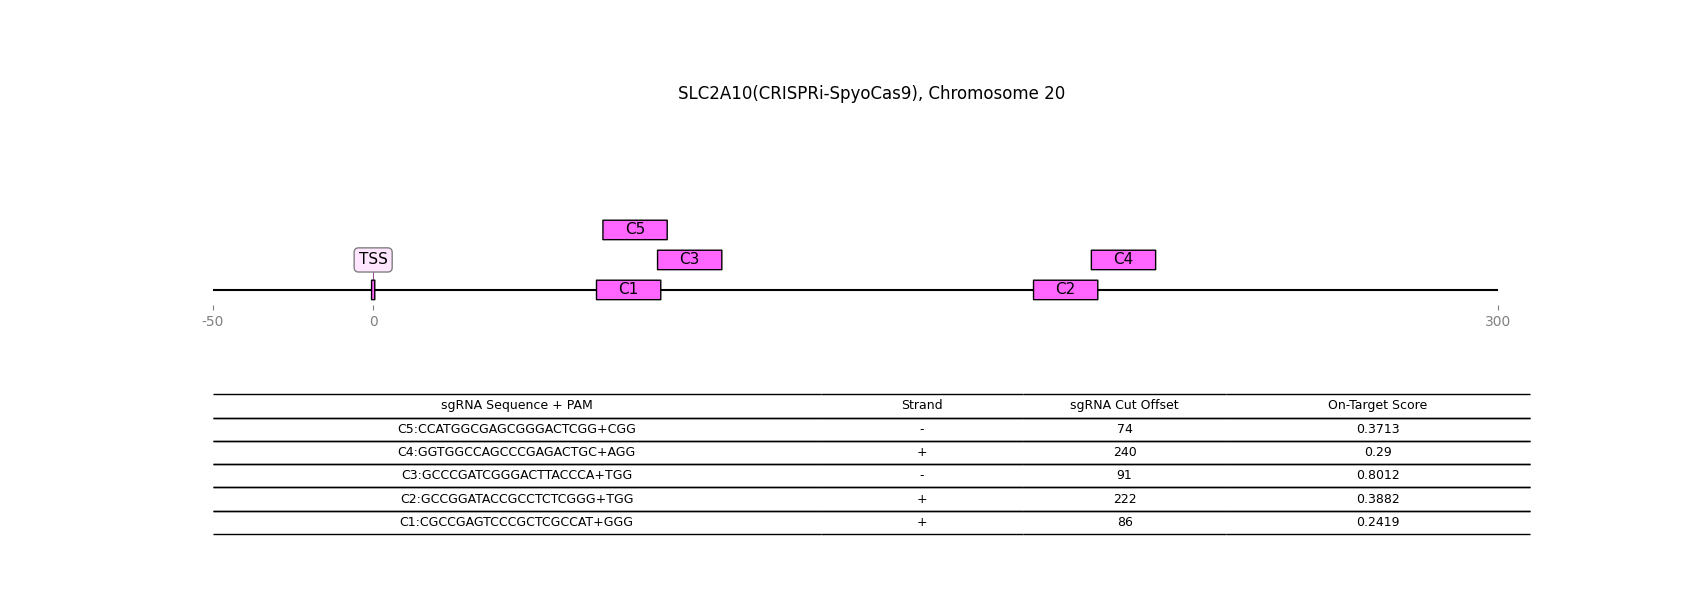 SLC2A10(CRISPRi-SpyoCas9), Chromosome 20
C5
TSS C3 C4
C1 C2
-50 0 300
sgRNA Sequence + PAM Strand sgRNA Cut Offset On-Target Score
C5:CCATGGCGAGCGGGACTCGG+CGG - 74 0.3713
C4:GGTGGCCAGCCCGAGACTGC+AGG + 240 0.29
C3:GCCCGATCGGGACTTACCCA+TGG - 91 0.8012
C2:GCCGGATACCGCCTCTCGGG+TGG + 222 0.3882
C1:CGCCGAGTCCCGCTCGCCAT+GGG + 86 0.2419